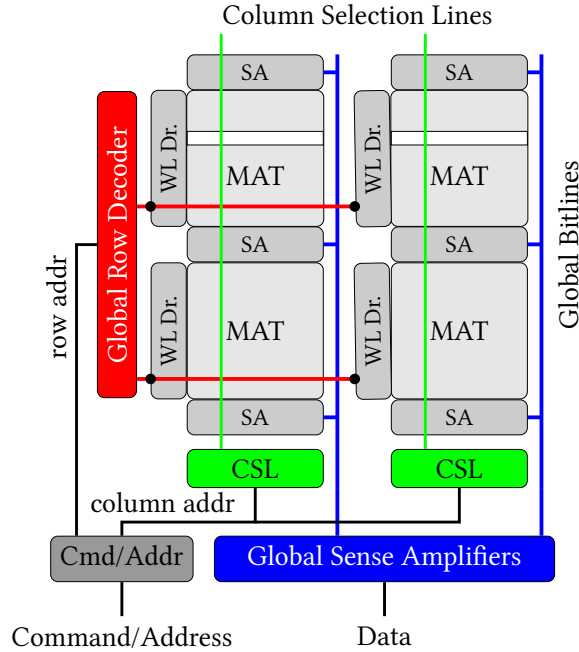 Column Selection Lines
SA
SA
WL Dr.
MAT
WL Dr.
MAT
Global Row Decoder
Global Bitlines
row addr
SA
SA
WL Dr.
MAT
WL Dr.
MAT
SA
SA
CSL
CSL
column addr
Cmd/Addr
Global Sense Amplifiers
Command/Address
Data